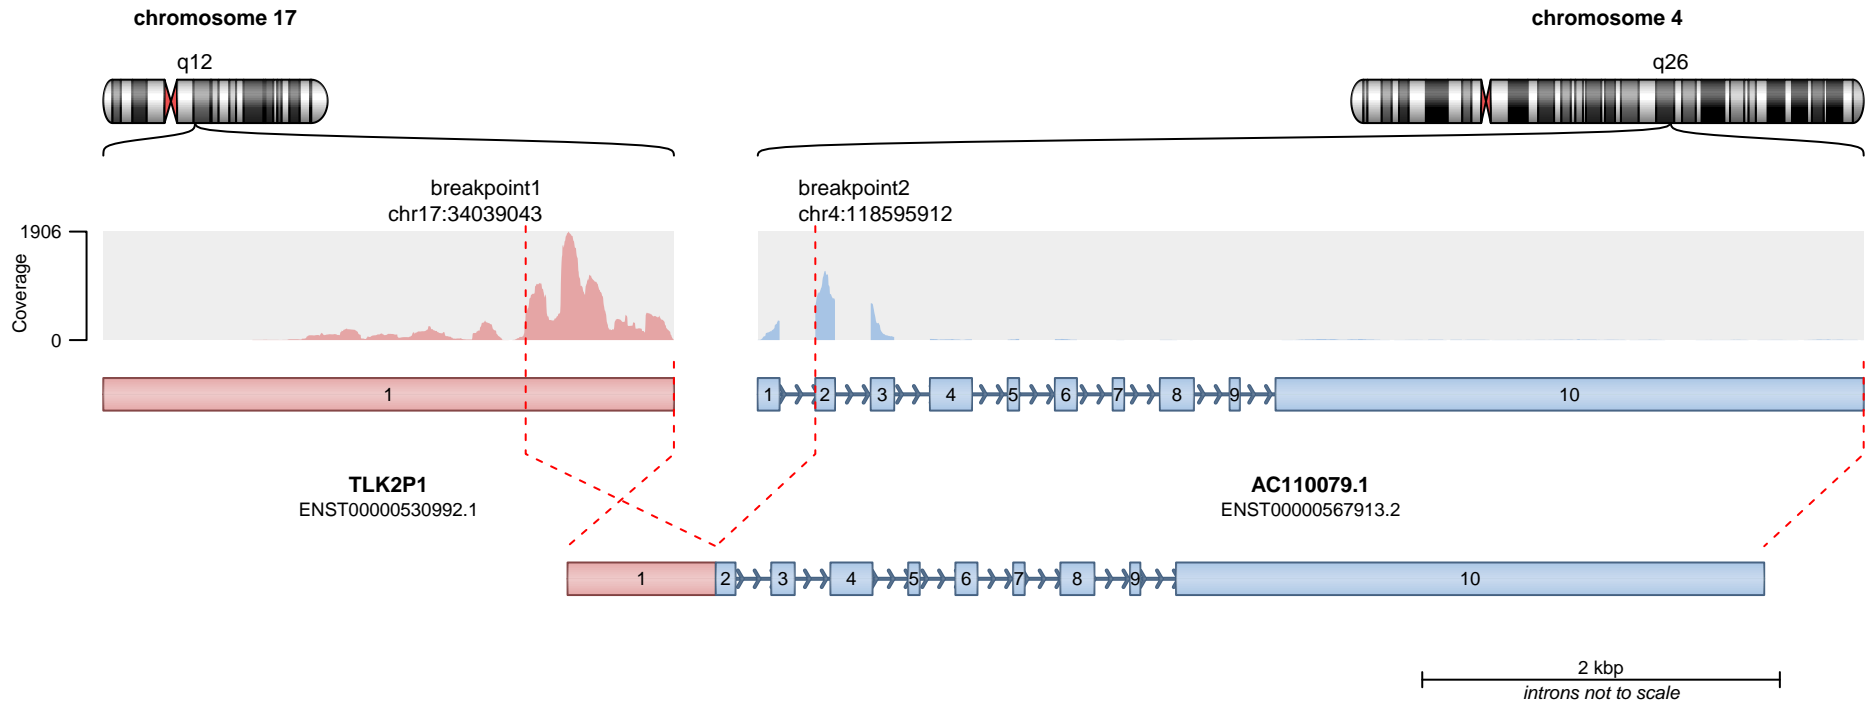 chromosome 17
chromosome 4
q12
q26
breakpoint1
chr17:34039043
breakpoint2
chr4:118595912
1906
Coverage
0
1
1 2 3 4 5 6 7 8 9 10
TLK2P1
ENST00000530992.1
AC110079.1
ENST00000567913.2
1 2 3 4 5 6 7 8 9 10
2 kbp
introns not to scale